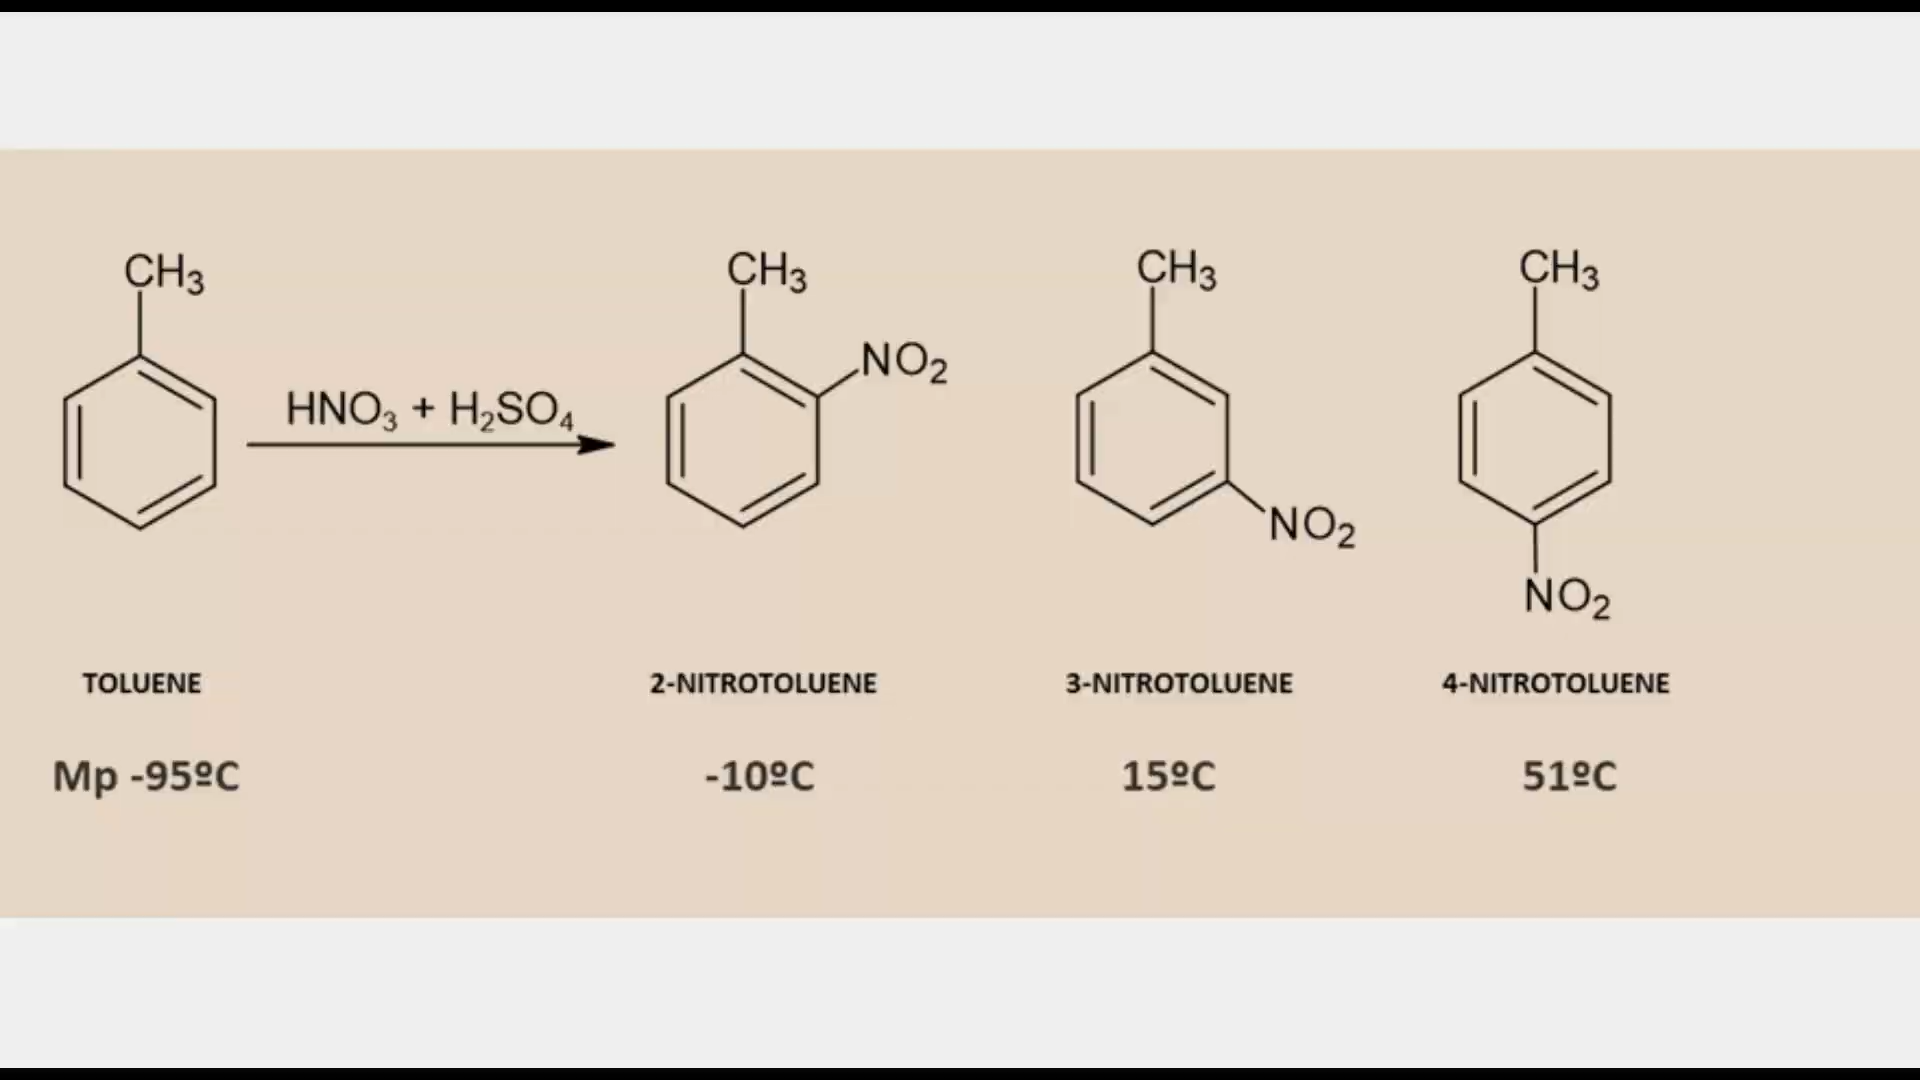 CH3
CH3
CH3
CH3
NO2
HNO3 + H2SO4
NO2
NO2
TOLUENE
2-NITROTOLUENE
3-NITROTOLUENE
4-NITROTOLUENE
Mp -95ºC
-10ºC
15ºC
51ºC